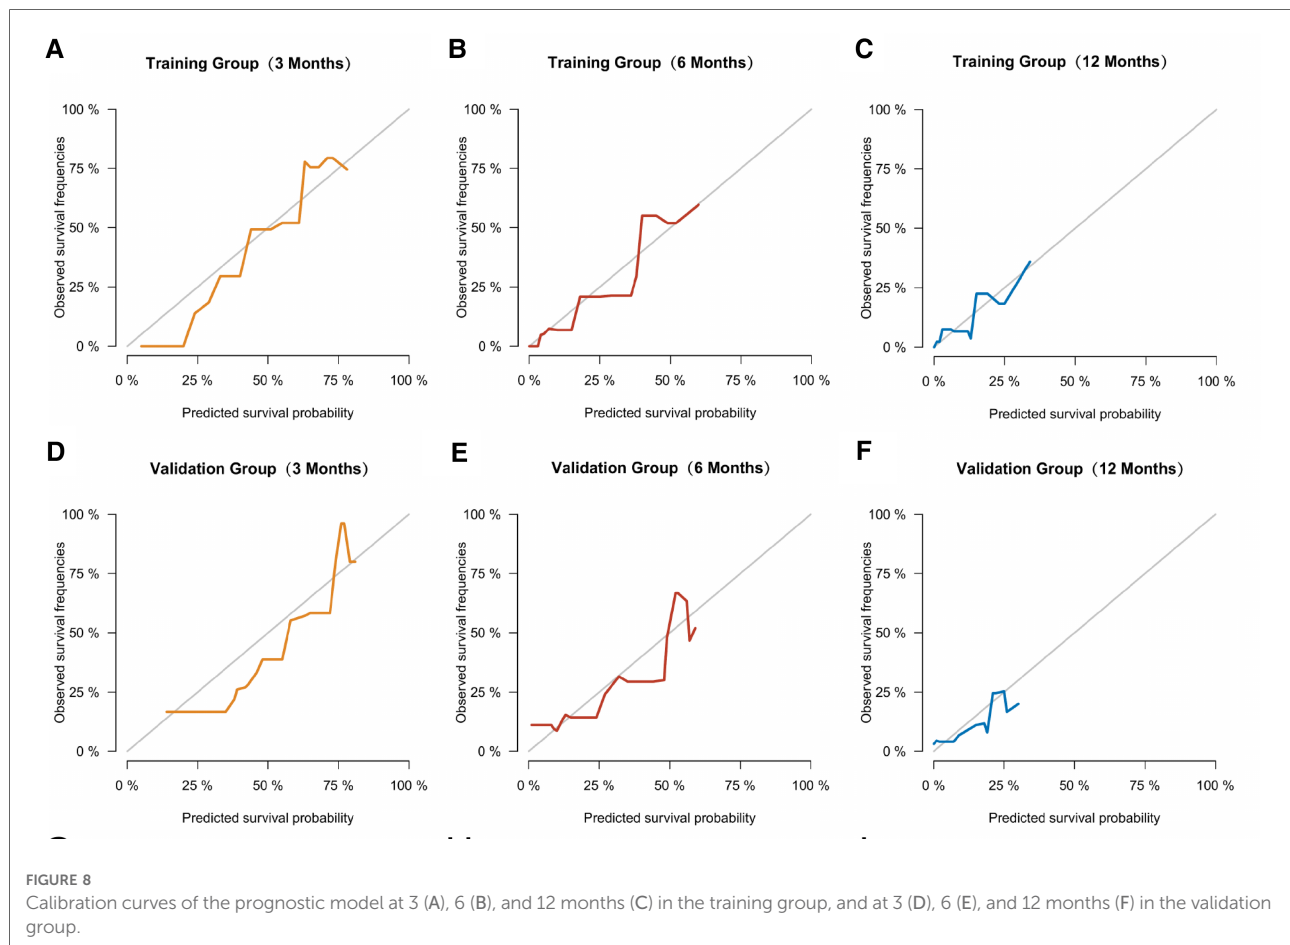 A
Training Group（3 Months）
100 %
75 %
50 %
25 %
0 %
Observed survival frequencies
0 %
25 %
50 %
75 %
100 %
Predicted survival probability
B
Training Group（6 Months）
100 %
75 %
50 %
25 %
0 %
Observed survival frequencies
0 %
25 %
50 %
75 %
100 %
Predicted survival probability
C
Training Group（12 Months）
100 %
75 %
50 %
25 %
0 %
Observed survival frequencies
0 %
25 %
50 %
75 %
100 %
Predicted survival probability
D
Validation Group（3 Months）
100 %
75 %
50 %
25 %
0 %
Observed survival frequencies
0 %
25 %
50 %
75 %
100 %
Predicted survival probability
E
Validation Group（6 Months）
100 %
75 %
50 %
25 %
0 %
Observed survival frequencies
0 %
25 %
50 %
75 %
100 %
Predicted survival probability
F
Validation Group（12 Months）
100 %
75 %
50 %
25 %
0 %
Observed survival frequencies
0 %
25 %
50 %
75 %
100 %
Predicted survival probability
FIGURE 8
Calibration curves of the prognostic model at 3 (A), 6 (B), and 12 months (C) in the training group, and at 3 (D), 6 (E), and 12 months (F) in the validation
group.